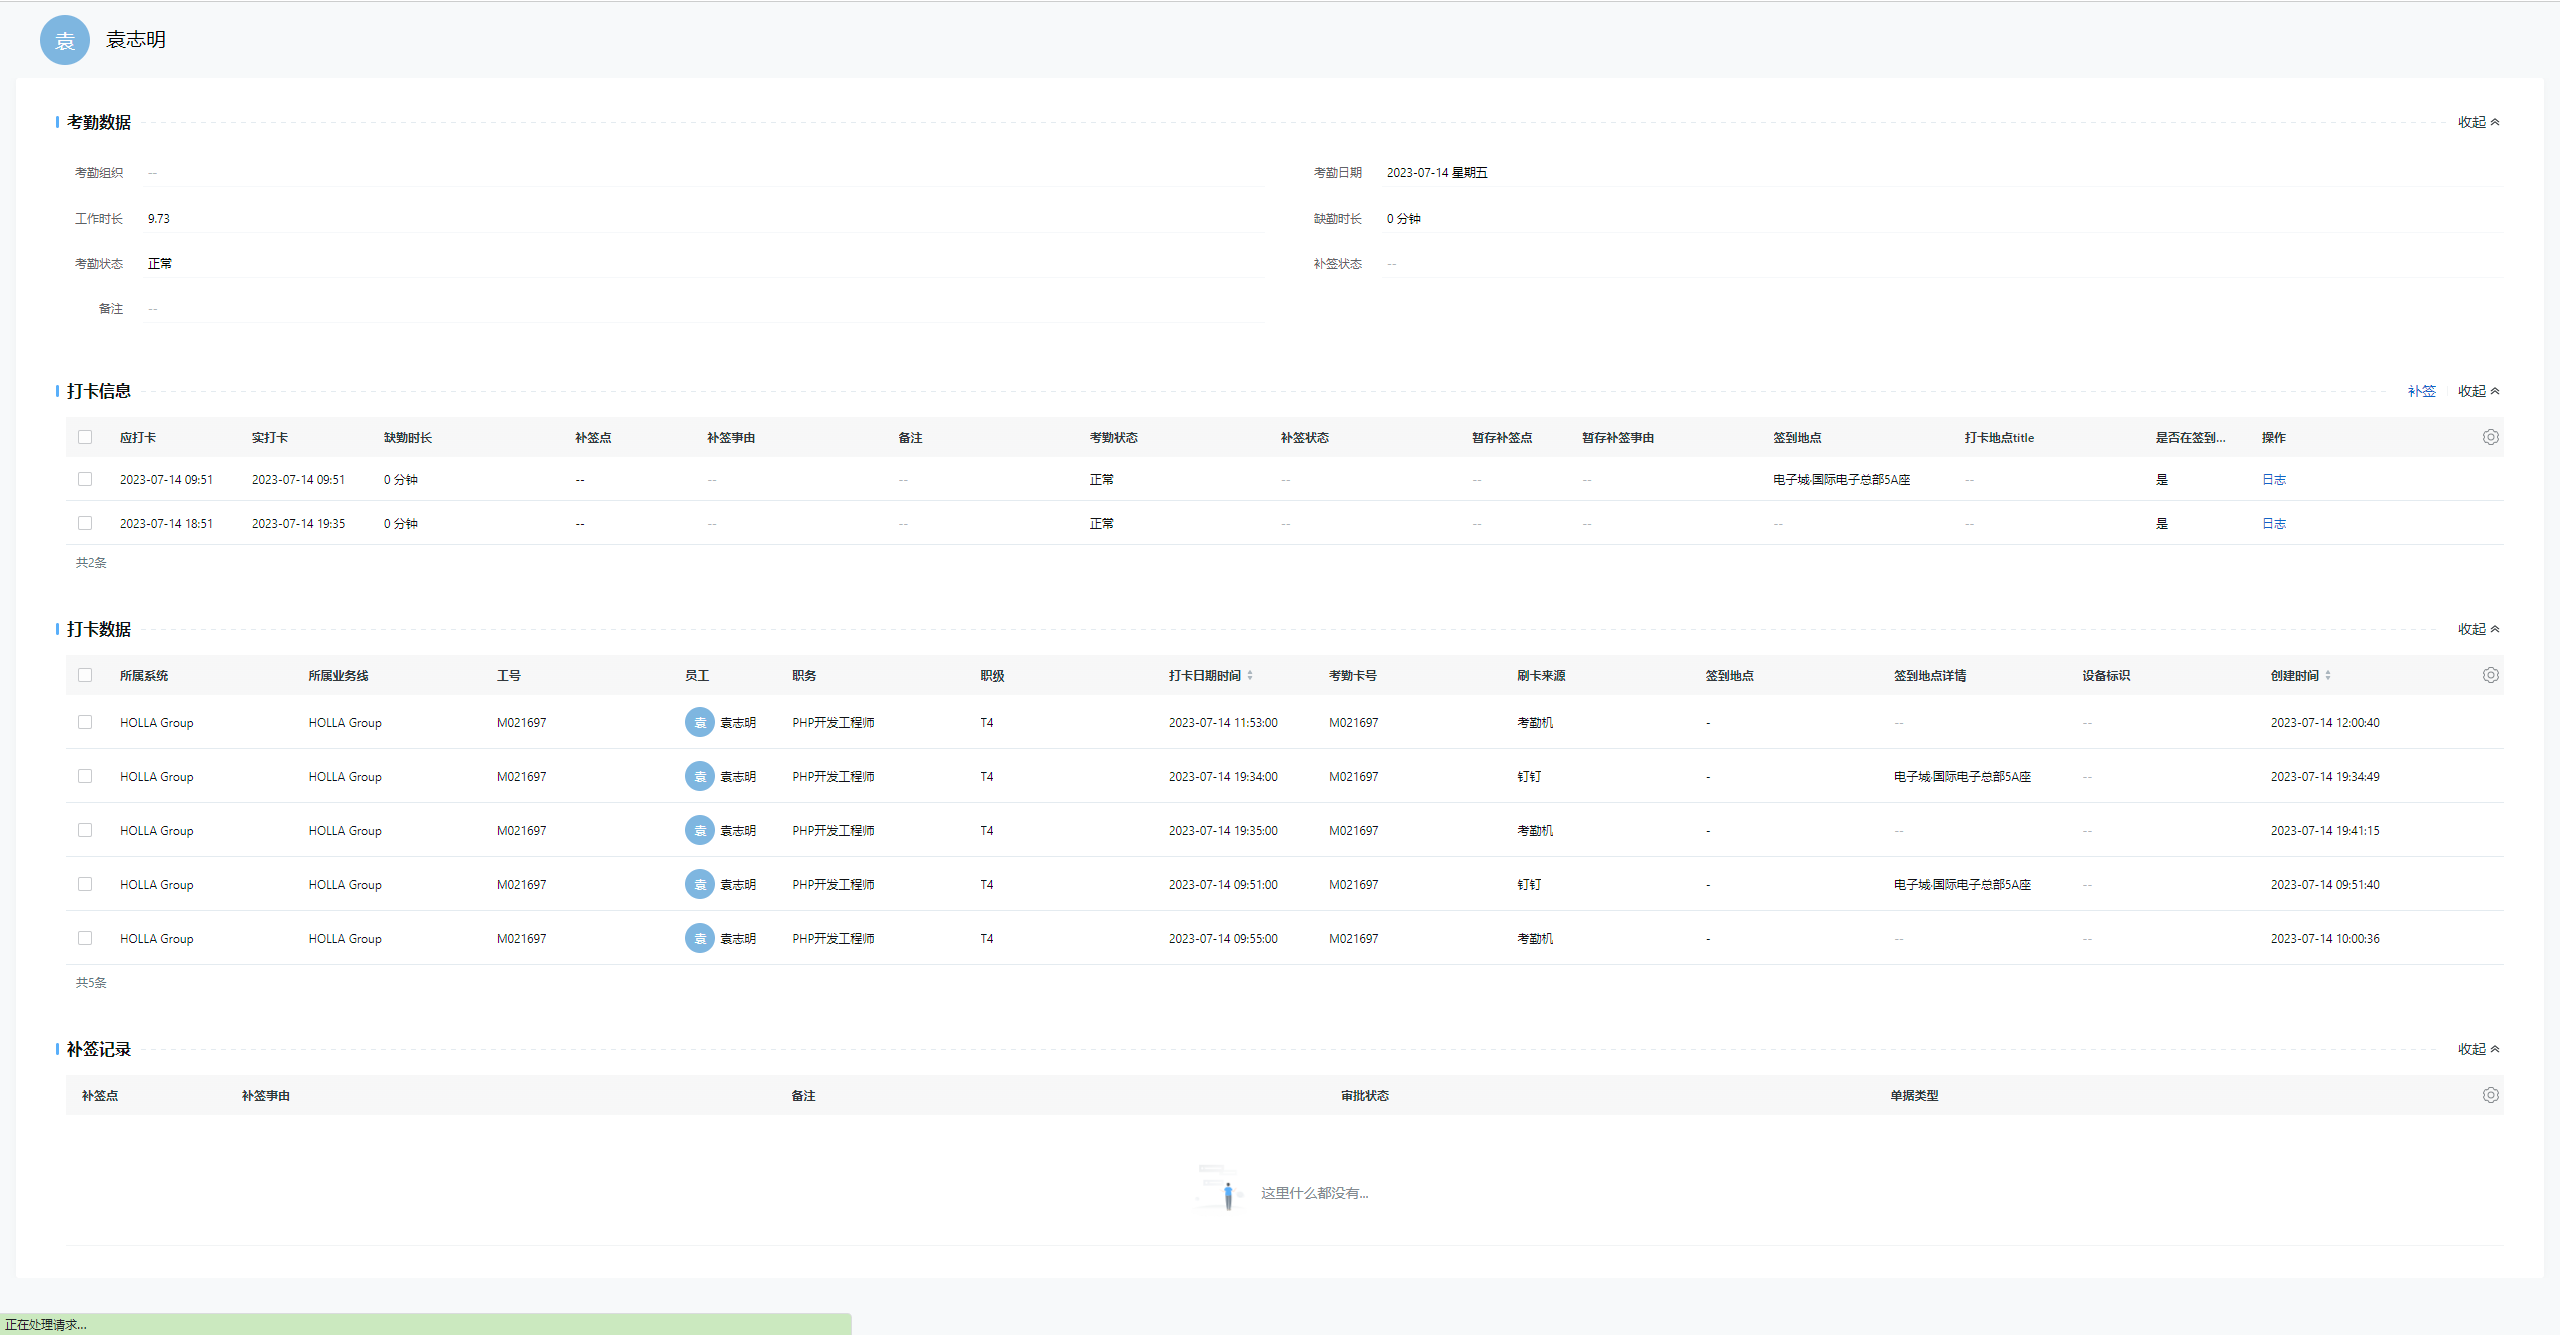 袁 袁志明
考勤数据 收起
考勤组织 -- 考勤日期 2023-07-14 星期五
工作时长 9.73 缺勤时长 0 分钟
考勤状态 正常 补签状态 --
备注 --
打卡信息 补签 收起
应打卡 实打卡 缺勤时长 补签点 补签事由 备注 考勤状态 补签状态 暂存补签点 暂存补签事由 签到地点 打卡地点title 是否在签到... 操作
2023-07-14 09:51 2023-07-14 09:51 0 分钟 -- -- -- 正常 -- -- -- 电子城·国际电子总部5A座 -- 是 日志
2023-07-14 18:51 2023-07-14 19:35 0 分钟 -- -- -- 正常 -- -- -- -- -- 是 日志
共2条
打卡数据 收起
所属系统 所属业务线 工号 员工 职务 职级 打卡日期时间 考勤卡号 刷卡来源 签到地点 签到地点详情 设备标识 创建时间
HOLLA Group HOLLA Group M021697 袁 袁志明 PHP开发工程师 T4 2023-07-14 11:53:00 M021697 考勤机 - -- -- 2023-07-14 12:00:40
HOLLA Group HOLLA Group M021697 袁 袁志明 PHP开发工程师 T4 2023-07-14 19:34:00 M021697 钉钉 - 电子城·国际电子总部5A座 -- 2023-07-14 19:34:49
HOLLA Group HOLLA Group M021697 袁 袁志明 PHP开发工程师 T4 2023-07-14 19:35:00 M021697 考勤机 - -- -- 2023-07-14 19:41:15
HOLLA Group HOLLA Group M021697 袁 袁志明 PHP开发工程师 T4 2023-07-14 09:51:00 M021697 钉钉 - 电子城·国际电子总部5A座 -- 2023-07-14 09:51:40
HOLLA Group HOLLA Group M021697 袁 袁志明 PHP开发工程师 T4 2023-07-14 09:55:00 M021697 考勤机 - -- -- 2023-07-14 10:00:36
共5条
补签记录 收起
补签点 补签事由 备注 审批状态 单据类型
这里什么都没有...
正在处理请求...